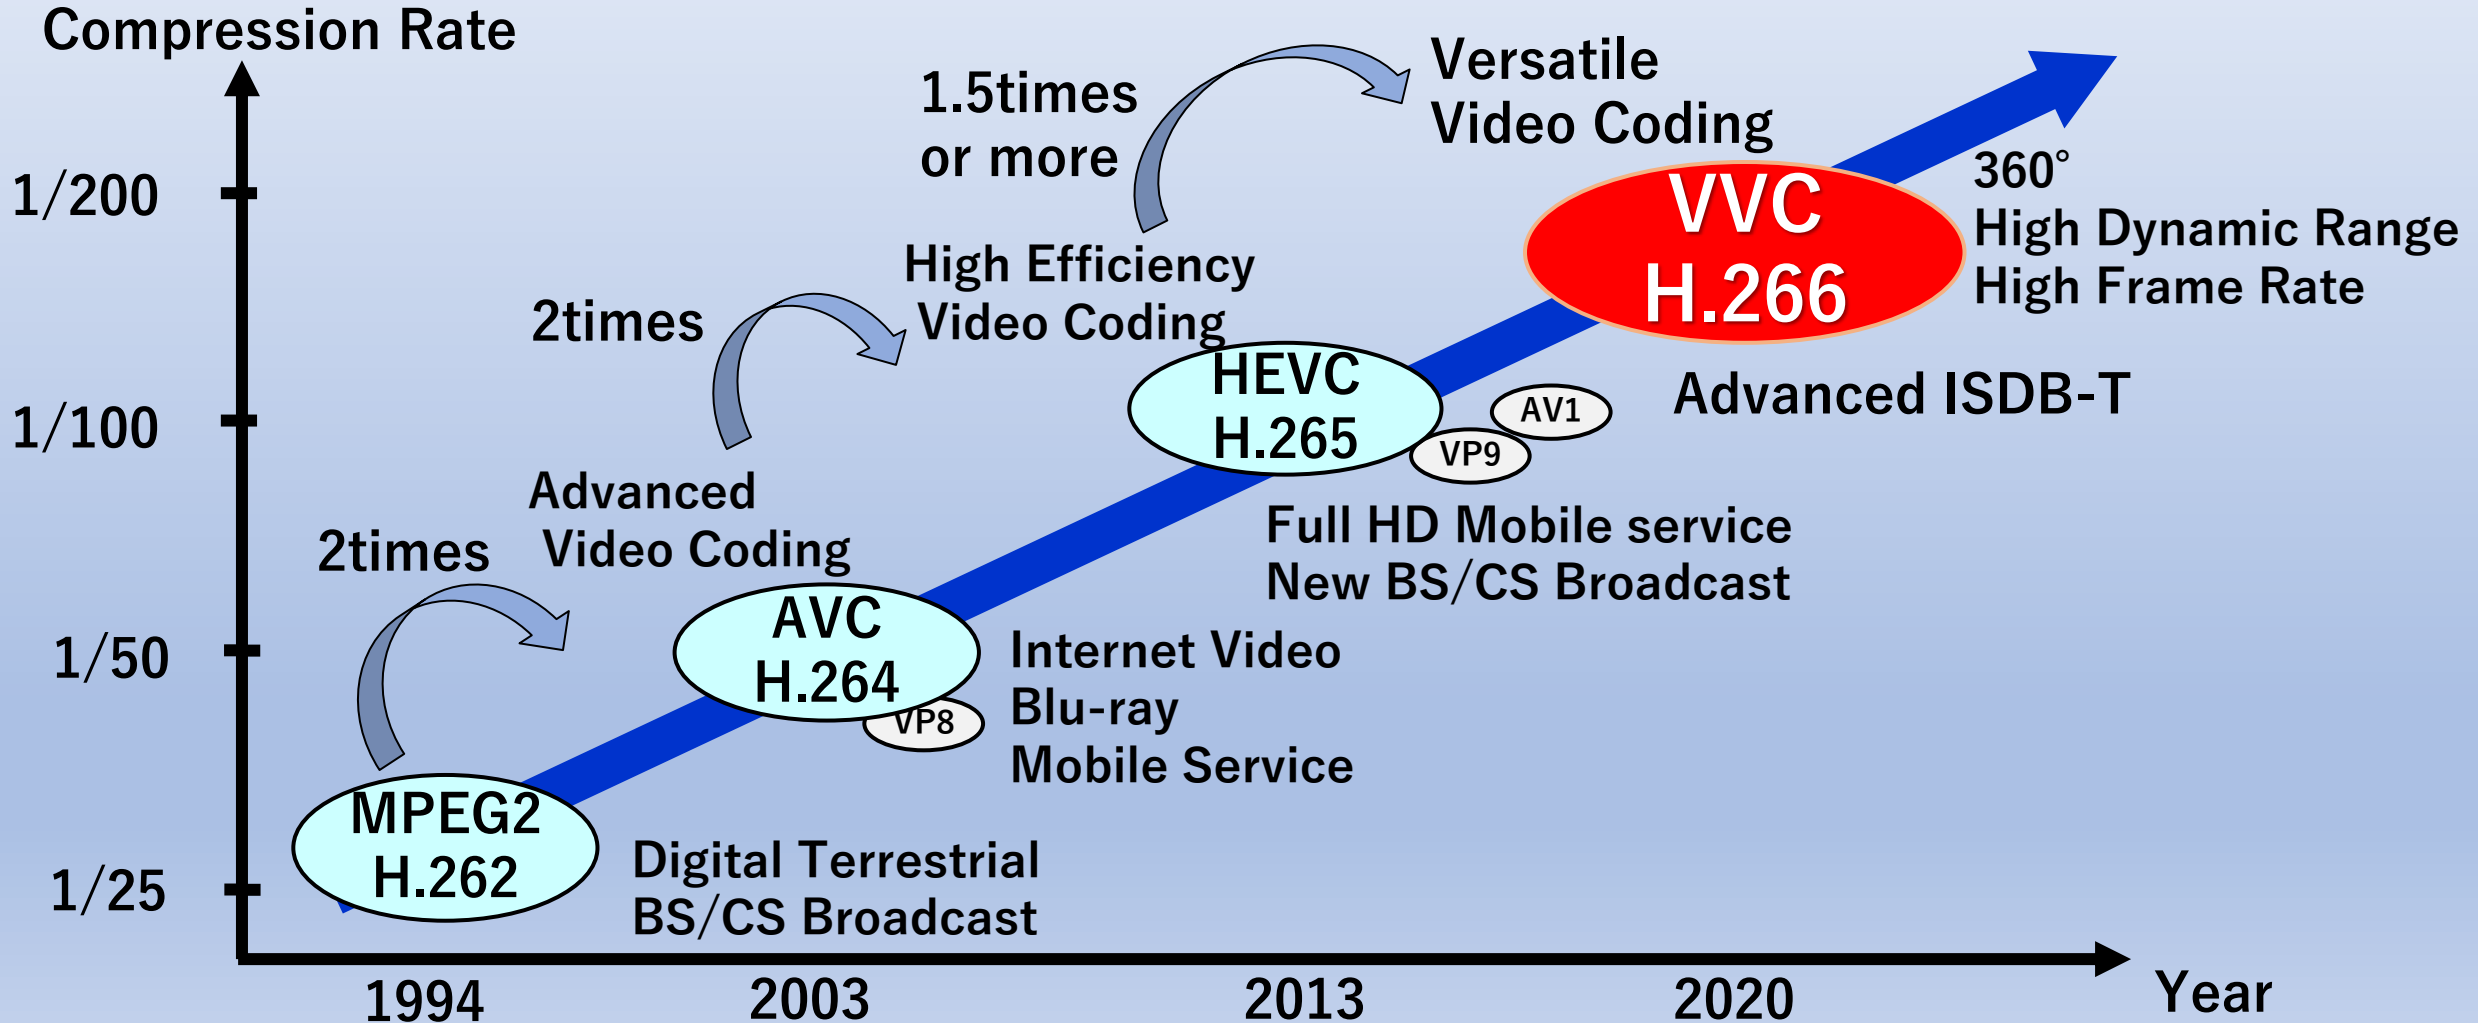 Compression Rate
1/200
1/100
1/50
1/25
1.5times
or more
Versatile
Video Coding
VVC
H.266
360°
High Dynamic Range
High Frame Rate
Advanced ISDB-T
2times
High Efficiency
Video Coding
HEVC
H.265
AV1
VP9
Full HD Mobile service
New BS/CS Broadcast
2times
Advanced
Video Coding
AVC
H.264
VP8
Internet Video
Blu-ray
Mobile Service
MPEG2
H.262
Digital Terrestrial
BS/CS Broadcast
1994
2003
2013
2020
Year